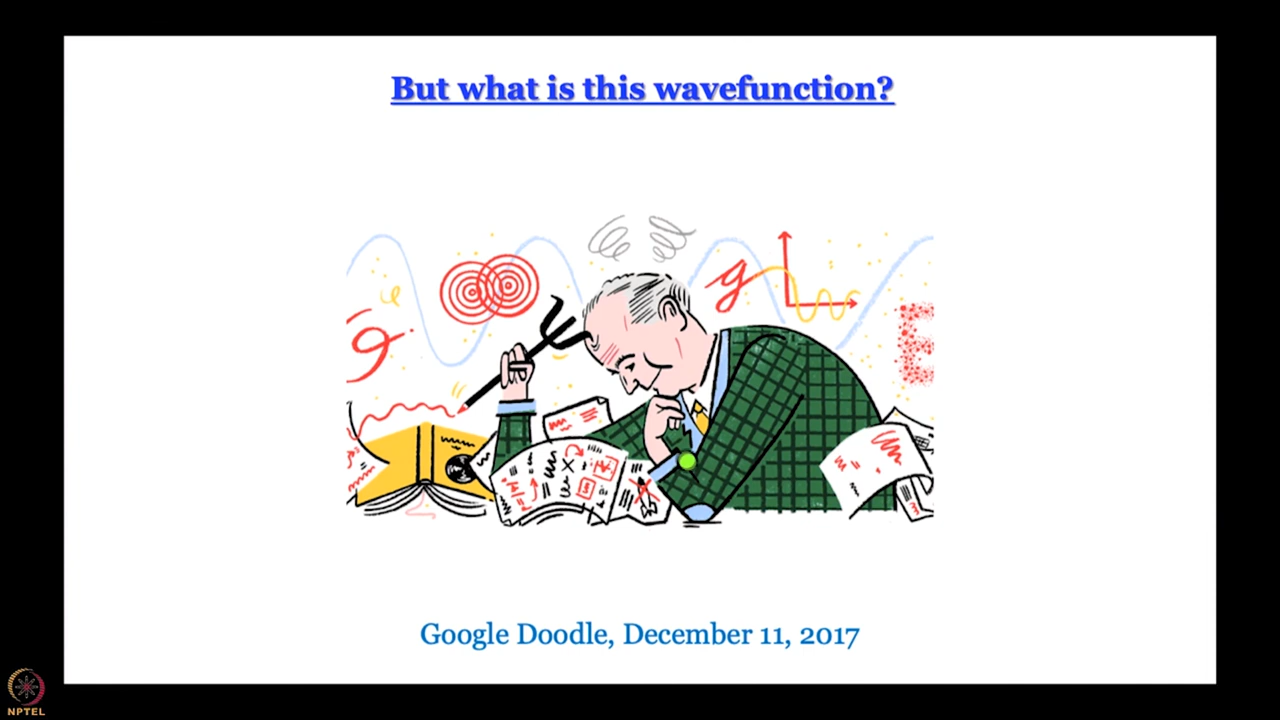 But what is this wavefunction?
g
E
Google Doodle, December 11, 2017
NPTEL